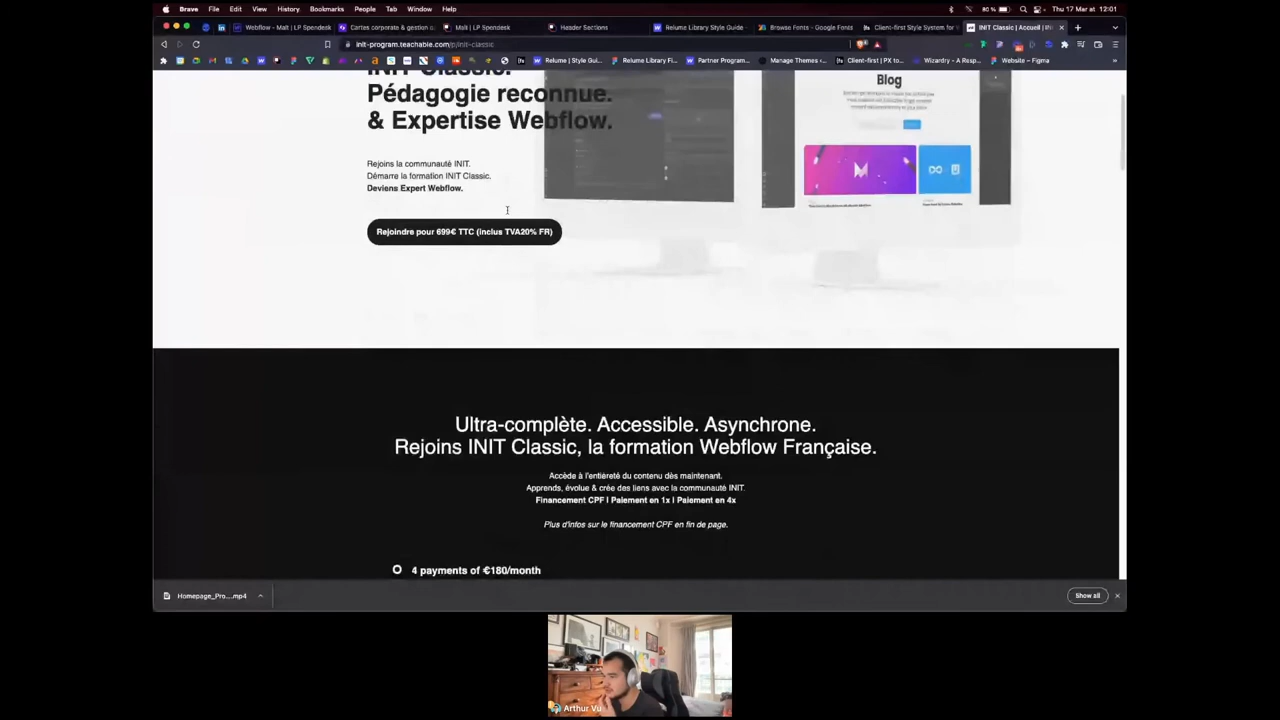 Brave File Edit View History Bookmarks People Tab Window Help 80 % Thu 17 Mar at 12:01
Webflow - Malt | LP Spendesk Cartes corporate & gestion d Malt | LP Spendesk Header Sections Relume Library Style Guide Browse Fonts - Google Fonts Client-first Style System for INIT Classic | Accueil | INI
init-program.teachable.com/p/init-classic
Relume | Style Gui... Relume Library Fi... Partner Program... Manage Themes ‹... Client-first | PX to... Wizardry – A Resp... Website – Figma »
INIT Classic.
Pédagogie reconnue.
& Expertise Webflow.
Blog
Rejoins la communauté INIT.
Démarre la formation INIT Classic.
Deviens Expert Webflow.
Rejoindre pour 699€ TTC (inclus TVA20% FR)
Ultra-complète. Accessible. Asynchrone.
Rejoins INIT Classic, la formation Webflow Française.
Accède à l'entièreté du contenu dès maintenant.
Apprends, évolue & crée des liens avec la communauté INIT.
Financement CPF | Paiement en 1x | Paiement en 4x
Plus d'infos sur le financement CPF en fin de page.
4 payments of €180/month
Homepage_Pro....mp4 Show all
Arthur Vu